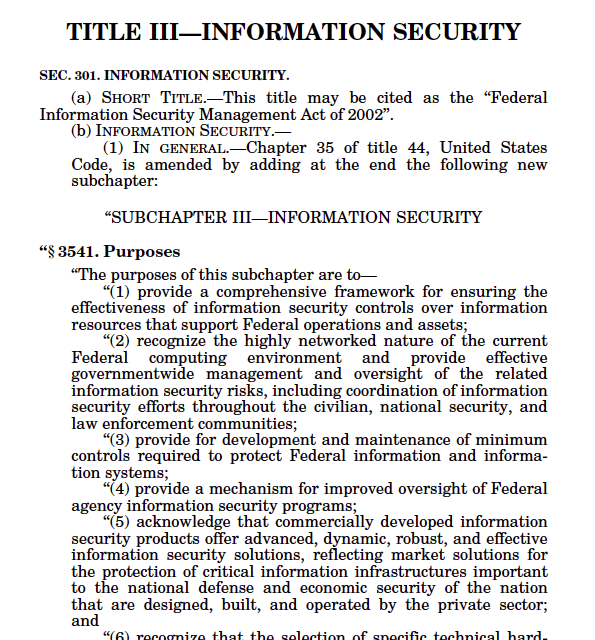 TITLE III—INFORMATION SECURITY
SEC. 301. INFORMATION SECURITY.
(a) SHORT TITLE.—This title may be cited as the “Federal
Information Security Management Act of 2002”.
(b) INFORMATION SECURITY.—
(1) IN GENERAL.—Chapter 35 of title 44, United States
Code, is amended by adding at the end the following new
subchapter:
“SUBCHAPTER III—INFORMATION SECURITY
“§ 3541. Purposes
“The purposes of this subchapter are to—
“(1) provide a comprehensive framework for ensuring the
effectiveness of information security controls over information
resources that support Federal operations and assets;
“(2) recognize the highly networked nature of the current
Federal computing environment and provide effective
governmentwide management and oversight of the related
information security risks, including coordination of information
security efforts throughout the civilian, national security, and
law enforcement communities;
“(3) provide for development and maintenance of minimum
controls required to protect Federal information and informa-
tion systems;
“(4) provide a mechanism for improved oversight of Federal
agency information security programs;
“(5) acknowledge that commercially developed information
security products offer advanced, dynamic, robust, and effective
information security solutions, reflecting market solutions for
the protection of critical information infrastructures important
to the national defense and economic security of the nation
that are designed, built, and operated by the private sector;
and
“(6) recognize that the selection of specific technical hard-